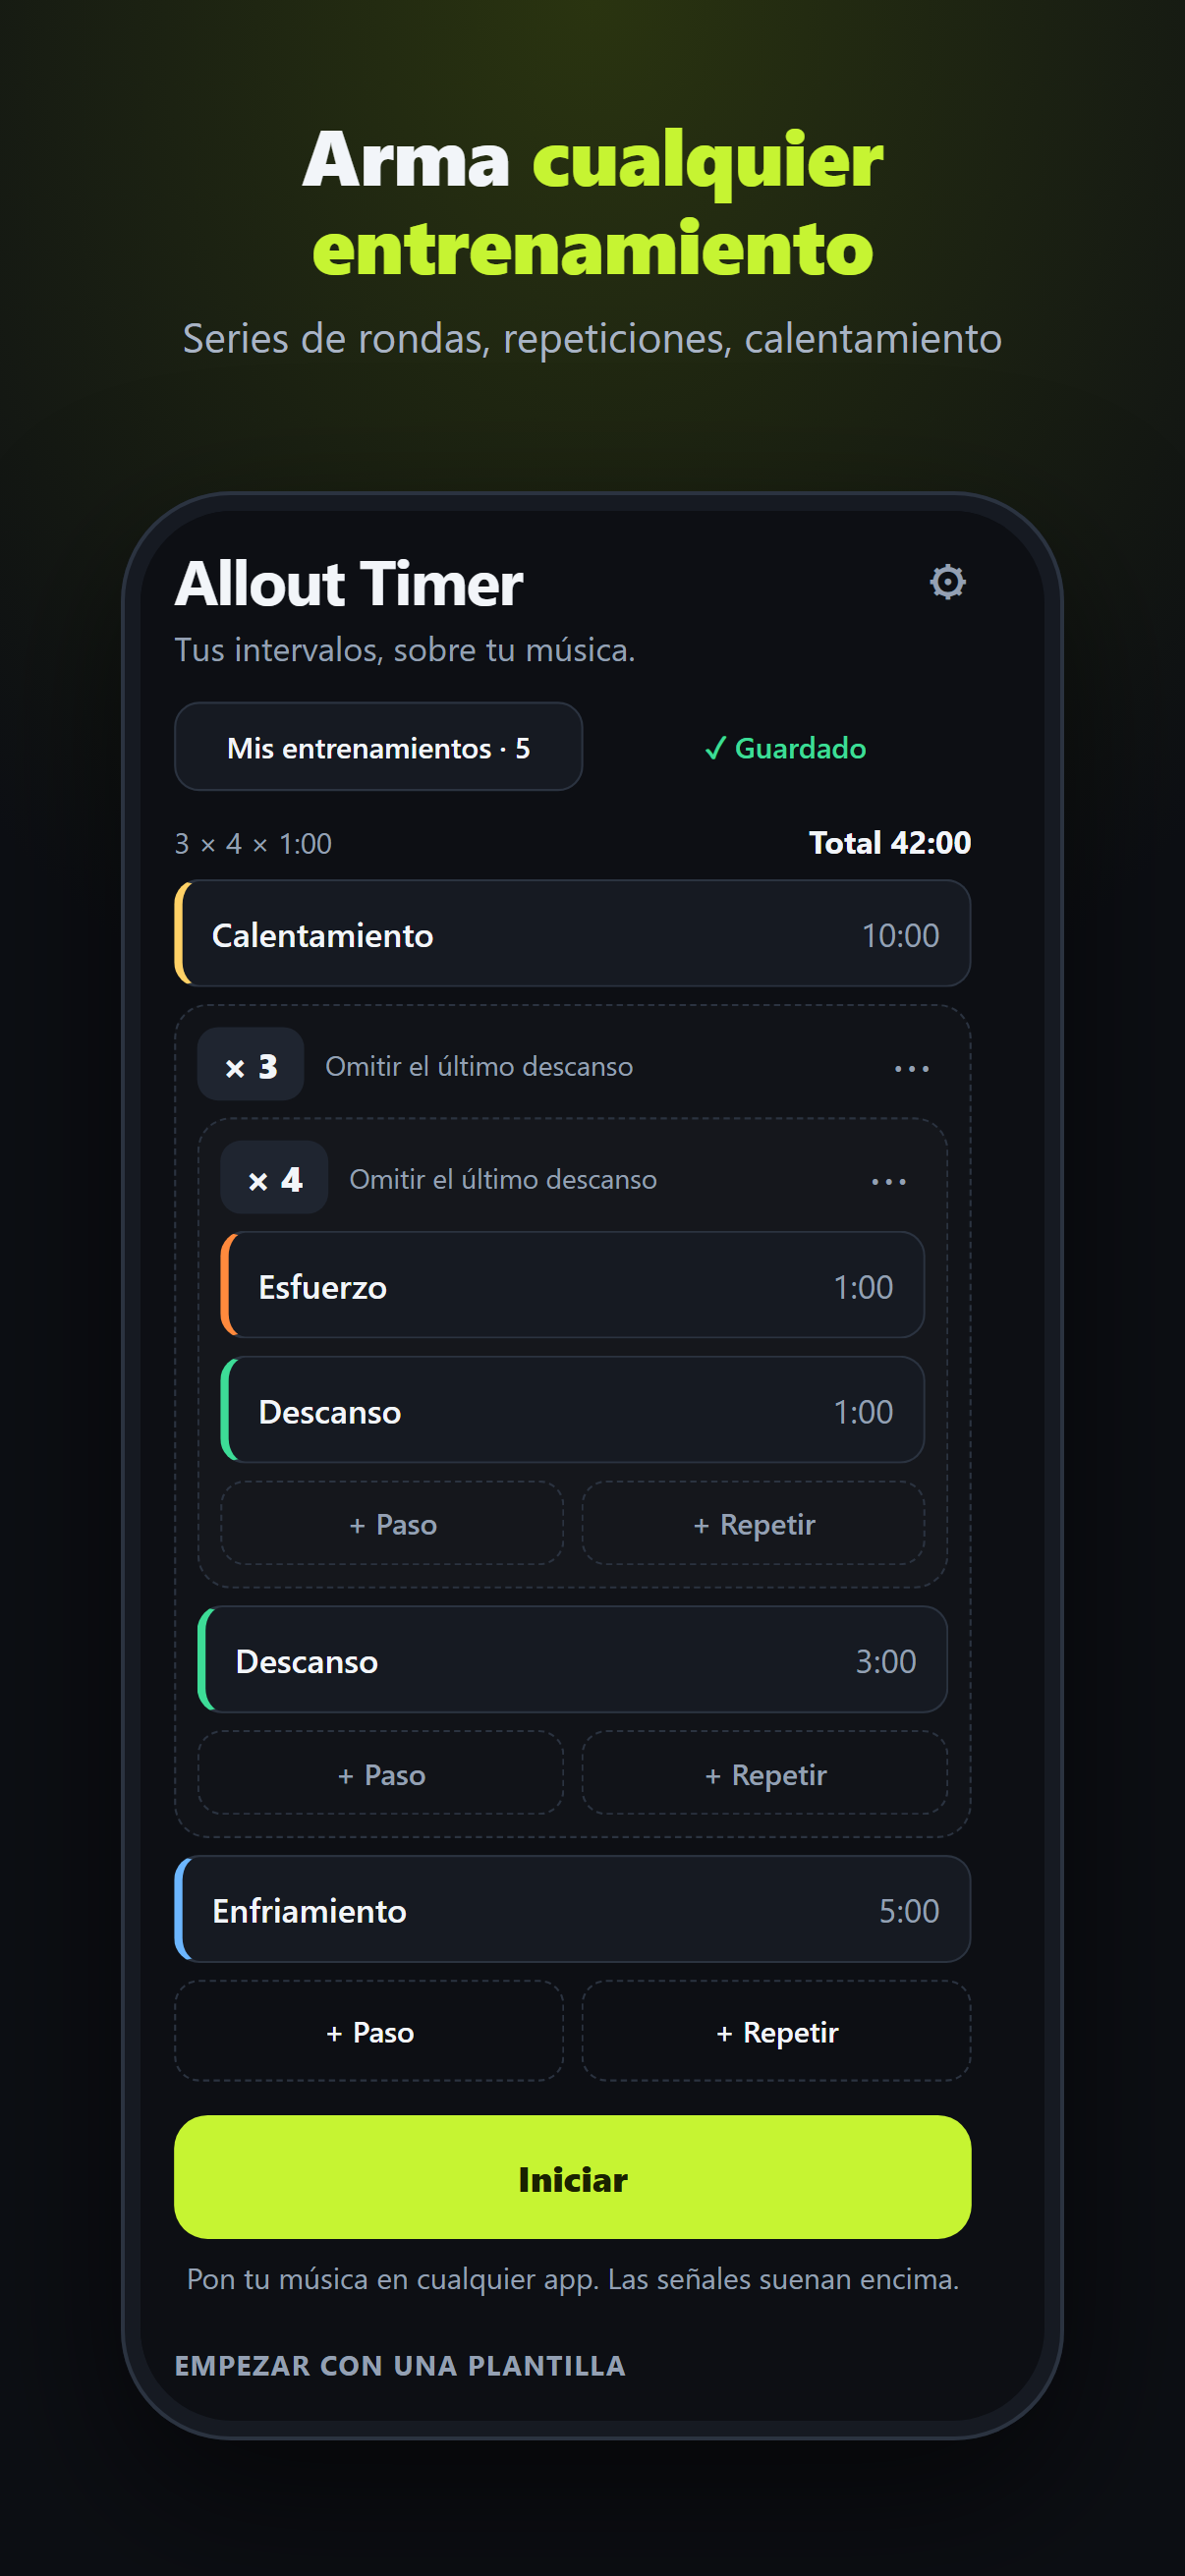 Arma cualquier
entrenamiento
Series de rondas, repeticiones, calentamiento
Allout Timer
Tus intervalos, sobre tu música.
Mis entrenamientos · 5
✓ Guardado
3 × 4 × 1:00
Total 42:00
Calentamiento
10:00
× 3
Omitir el último descanso
···
× 4
Omitir el último descanso
···
Esfuerzo
1:00
Descanso
1:00
+ Paso
+ Repetir
Descanso
3:00
+ Paso
+ Repetir
Enfriamiento
5:00
+ Paso
+ Repetir
Iniciar
Pon tu música en cualquier app. Las señales suenan encima.
EMPEZAR CON UNA PLANTILLA